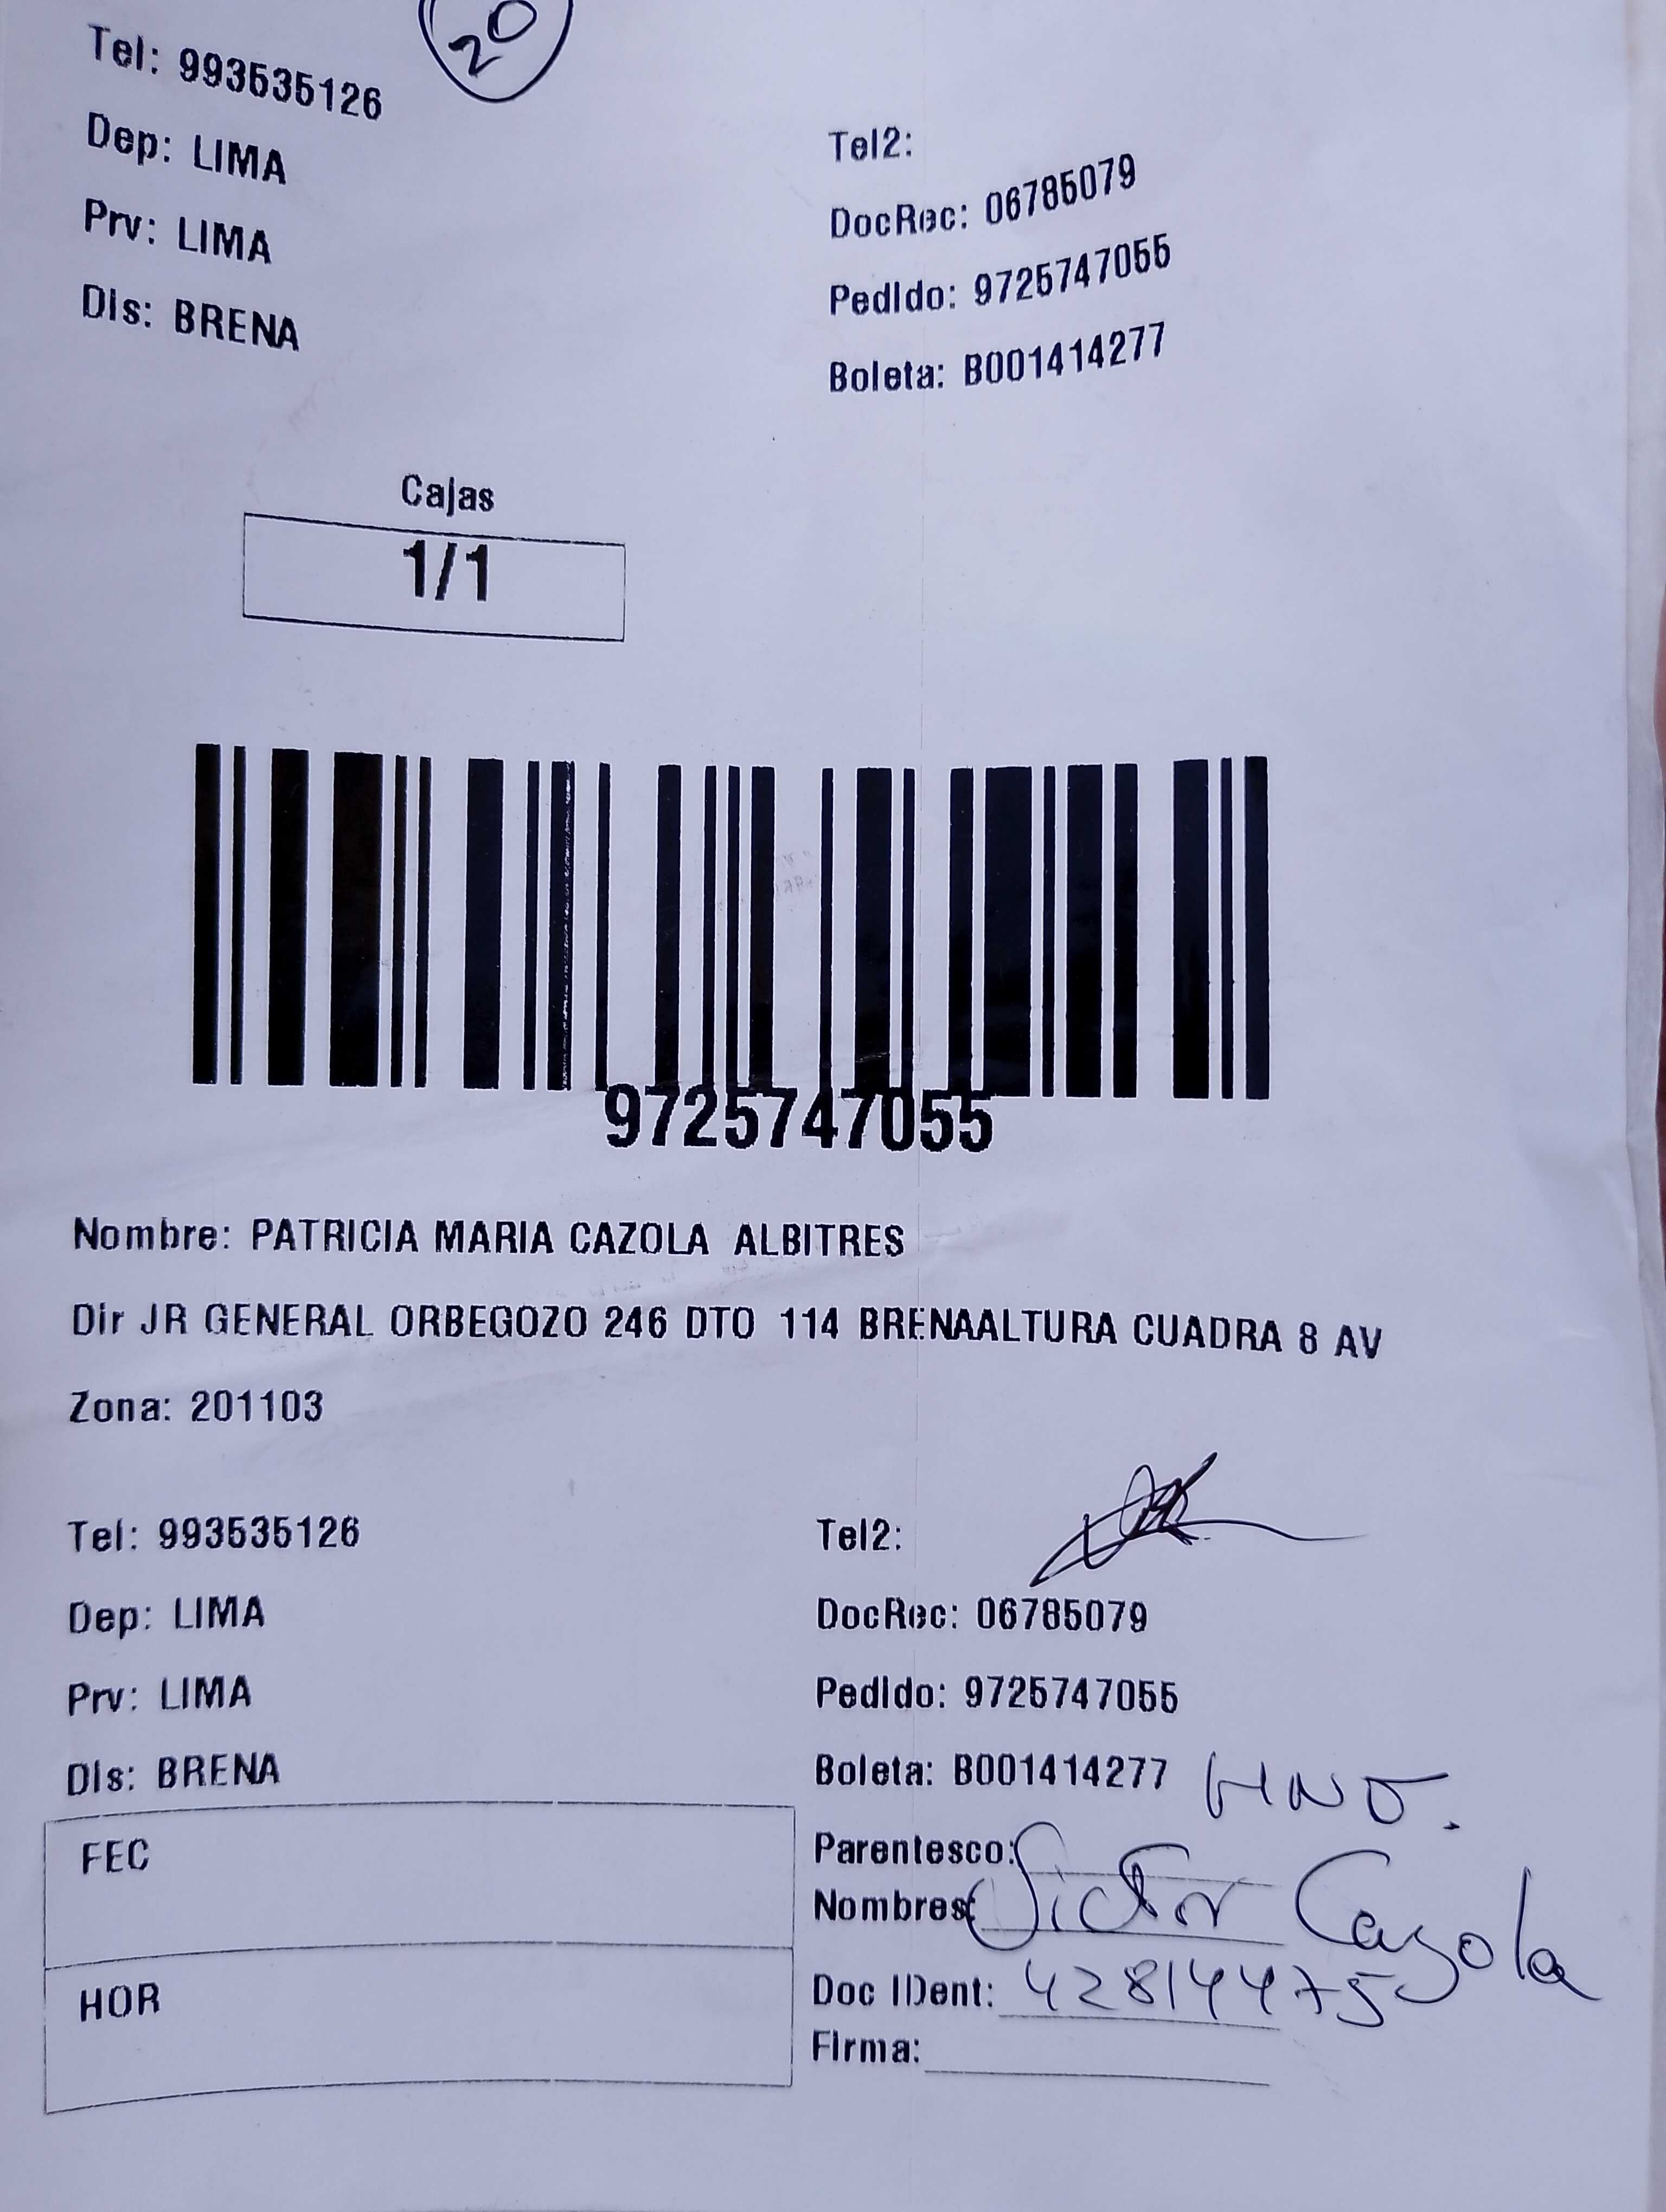 20
Tel: 993535126
Dep: LIMA
Prv: LIMA
Dis: BRENA
Tel2:
DocRec: 06785079
Pedido: 9725747055
Boleta: B001414277
Cajas
1/1
9725747055
Nombre: PATRICIA MARIA CAZOLA ALBITRES
Dir JR GENERAL ORBEGOZO 246 DTO 114 BRENAALTURA CUADRA 8 AV
Zona: 201103
Tel: 993535126
Dep: LIMA
Prv: LIMA
Dis: BRENA
Tel2:
DocRec: 06785079
Pedido: 9725747055
Boleta: B001414277
HNO.
Parentesco:
Nombres: Victor Cazola
Doc IDent: 42814475
Firma:
FEC
HOR